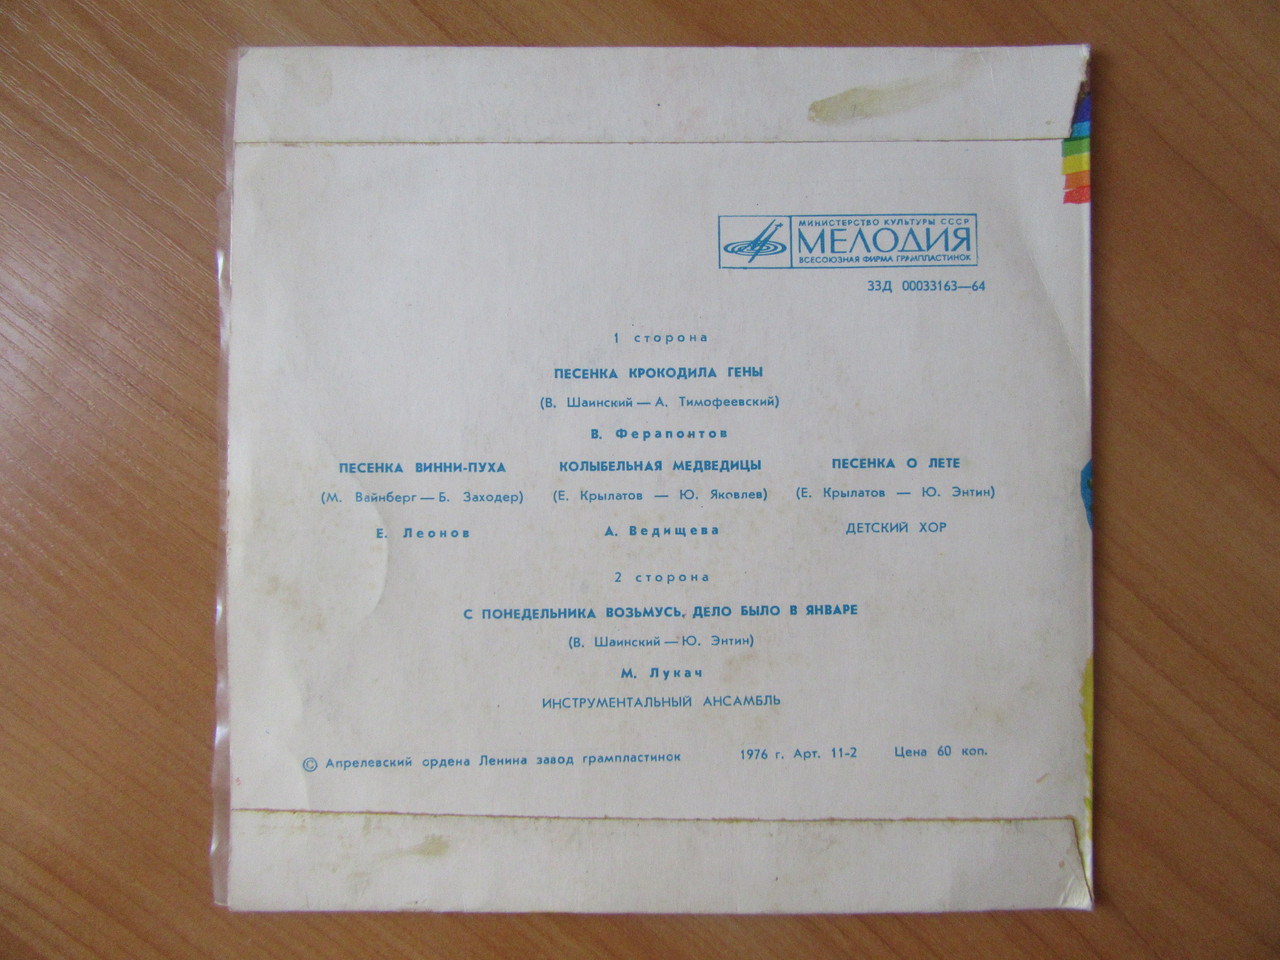 МИНИСТЕРСТВО КУЛЬТУРЫ СССР
МЕЛОДИЯ
ВСЕСОЮЗНАЯ ФИРМА ГРАМПЛАСТИНОК
33Д 00033163—64
1 сторона
ПЕСЕНКА КРОКОДИЛА ГЕНЫ
(В. Шаинский — А. Тимофеевский)
В. Ферапонтов
ПЕСЕНКА ВИННИ-ПУХА
(М. Вайнберг — Б. Заходер)
Е. Леонов
КОЛЫБЕЛЬНАЯ МЕДВЕДИЦЫ
(Е. Крылатов — Ю. Яковлев)
А. Ведищева
ПЕСЕНКА О ЛЕТЕ
(Е. Крылатов — Ю. Энтин)
ДЕТСКИЙ ХОР
2 сторона
С ПОНЕДЕЛЬНИКА ВОЗЬМУСЬ, ДЕЛО БЫЛО В ЯНВАРЕ
(В. Шаинский — Ю. Энтин)
М. Лукач
ИНСТРУМЕНТАЛЬНЫЙ АНСАМБЛЬ
© Апрелевский ордена Ленина завод грампластинок 1976 г. Арт. 11-2 Цена 60 коп.